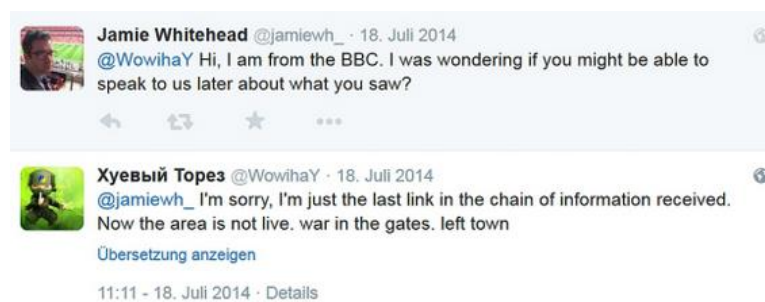 Jamie Whitehead @jamiewh_ · 18. Juli 2014
@WowihaY Hi, I am from the BBC. I was wondering if you might be able to
speak to us later about what you saw?
Хуевый Торез @WowihaY · 18. Juli 2014
@jamiewh_ I'm sorry, I'm just the last link in the chain of information received.
Now the area is not live. war in the gates. left town
Übersetzung anzeigen
11:11 - 18. Juli 2014 · Details